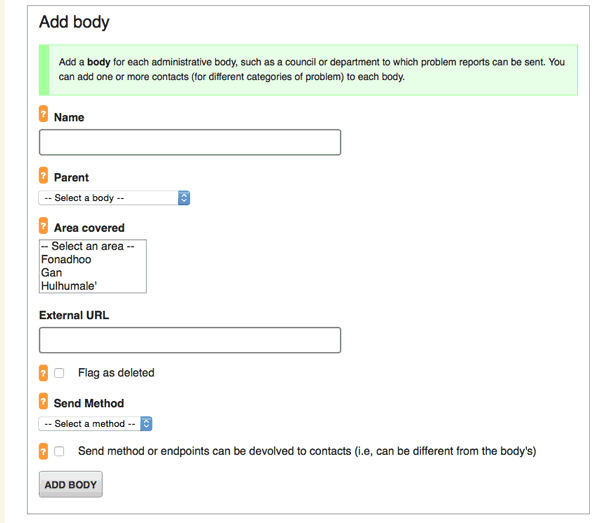 Add body
Add a body for each administrative body, such as a council or department to which problem reports can be sent. You
can add one or more contacts (for different categories of problem) to each body.
? Name
? Parent
-- Select a body --
? Area covered
-- Select an area --
Fonadhoo
Gan
Hulhumale'
External URL
? Flag as deleted
? Send Method
-- Select a method --
? Send method or endpoints can be devolved to contacts (i.e, can be different from the body's)
ADD BODY